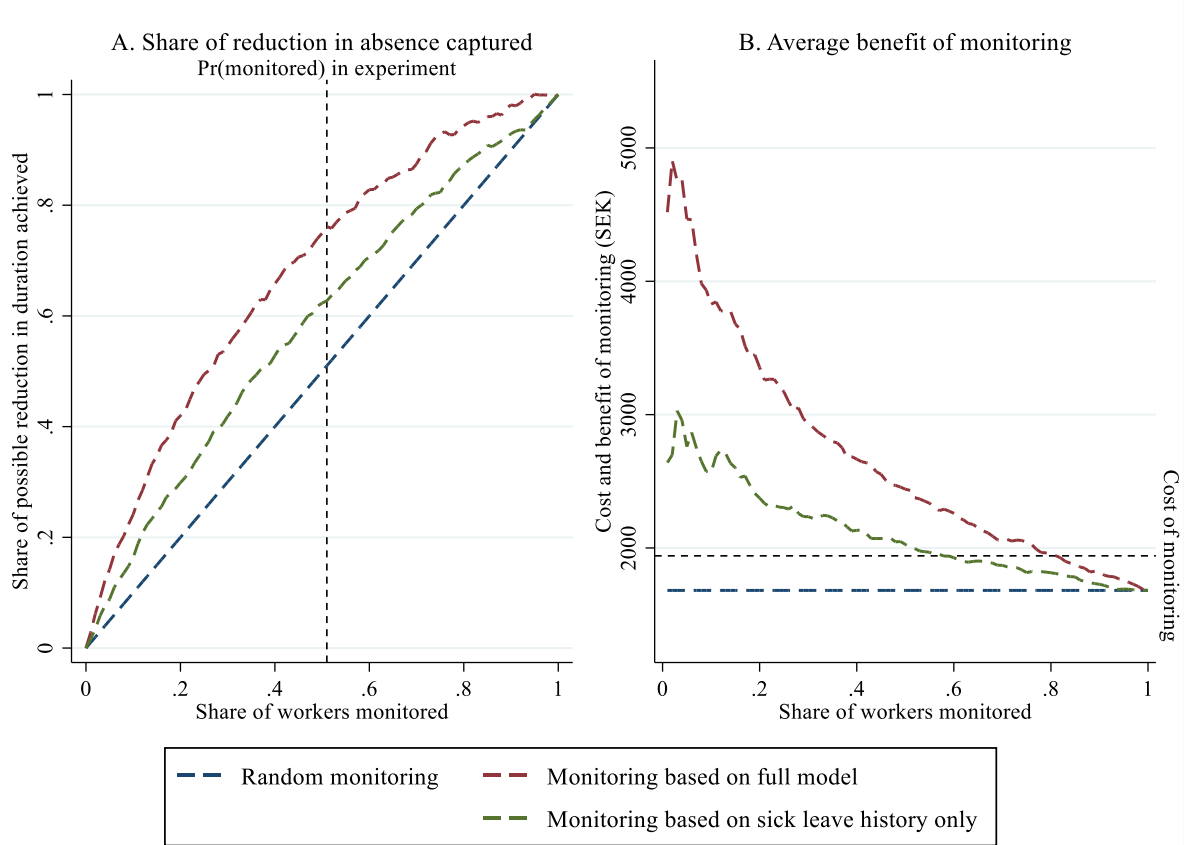 A. Share of reduction in absence captured
Pr(monitored) in experiment
Share of possible reduction in duration achieved
1
.8
.6
.4
.2
0
0 .2 .4 .6 .8 1
Share of workers monitored
B. Average benefit of monitoring
Cost and benefit of monitoring (SEK)
5000
4000
3000
2000
Cost of monitoring
0 .2 .4 .6 .8 1
Share of workers monitored
Random monitoring
Monitoring based on full model
Monitoring based on sick leave history only